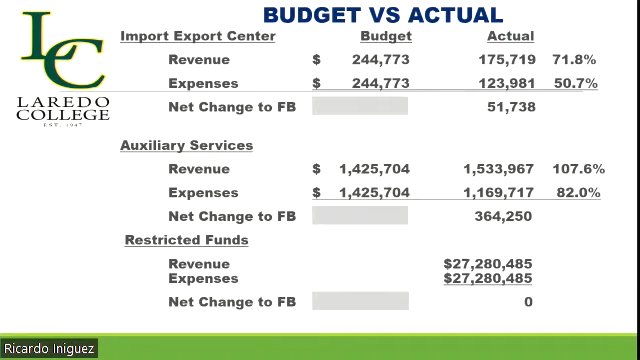 BUDGET VS ACTUAL
LC
LAREDO
COLLEGE
EST. 1947
Import Export Center Budget Actual
Revenue $ 244,773 175,719 71.8%
Expenses $ 244,773 123,981 50.7%
Net Change to FB 51,738
Auxiliary Services
Revenue $ 1,425,704 1,533,967 107.6%
Expenses $ 1,425,704 1,169,717 82.0%
Net Change to FB 364,250
Restricted Funds
Revenue $27,280,485
Expenses $27,280,485
Net Change to FB 0
Ricardo Iniguez